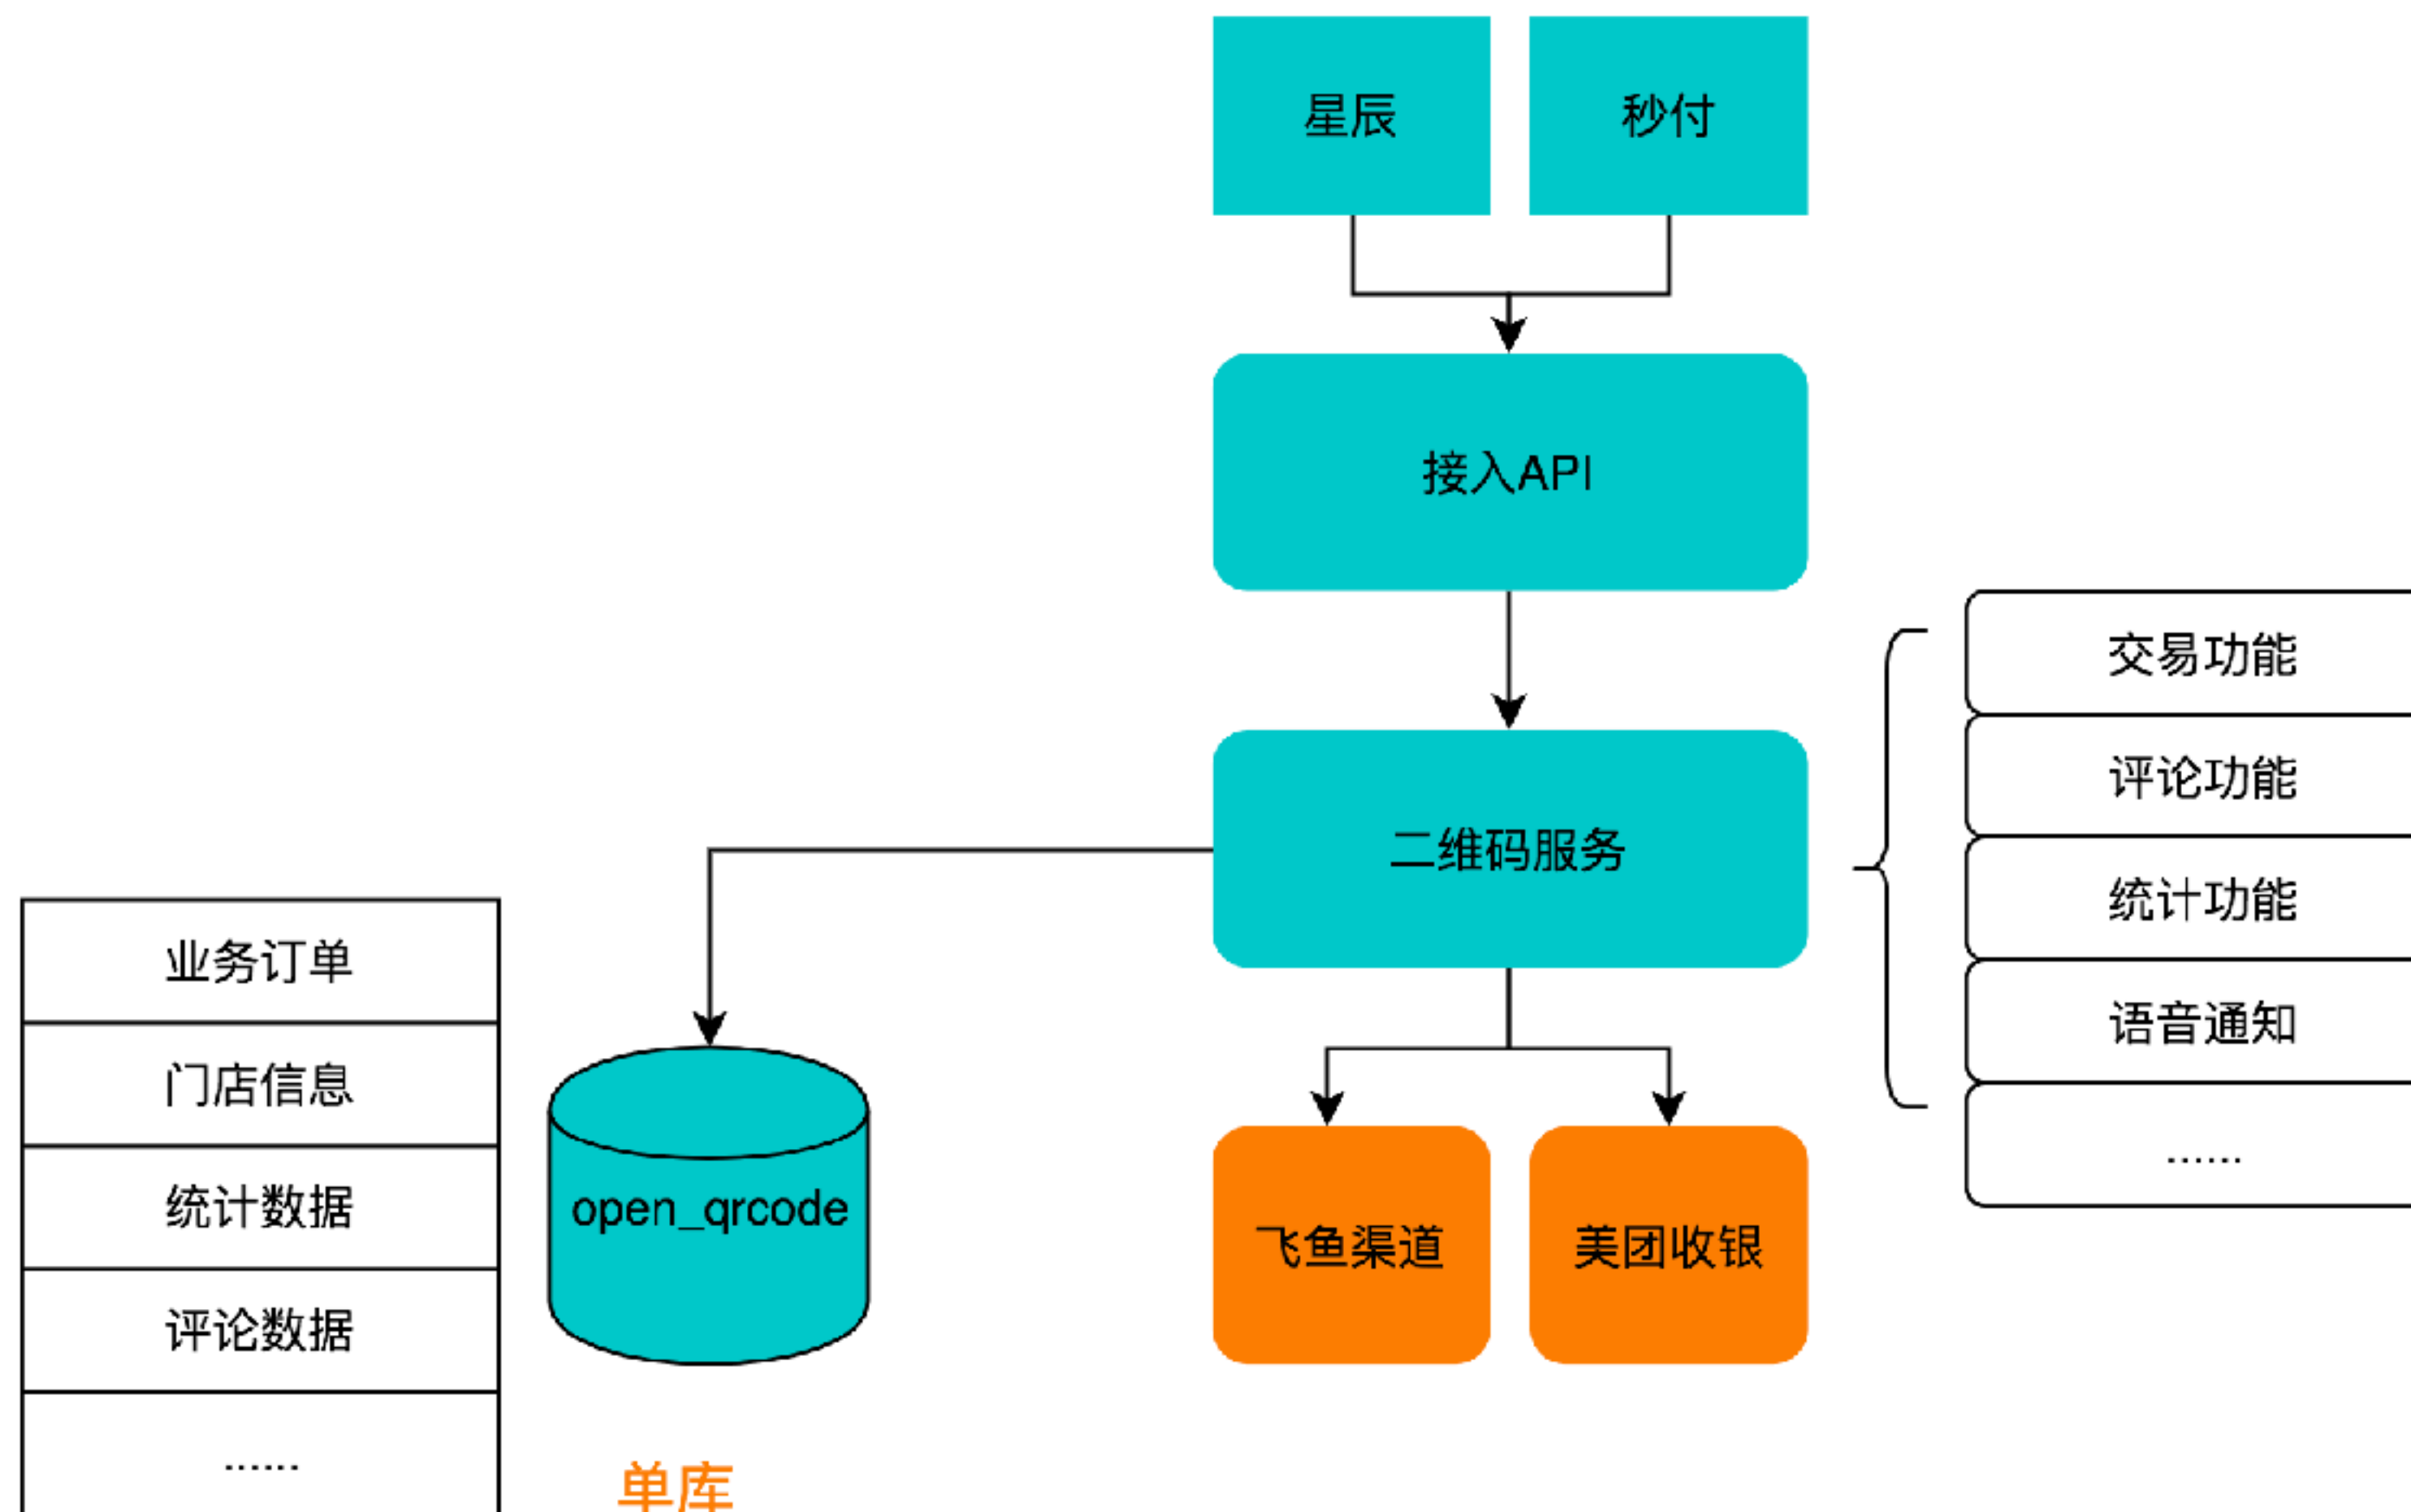 星辰
秒付
接入API
二维码服务
交易功能
评论功能
统计功能
语音通知
......
业务订单
门店信息
统计数据
评论数据
......
open_qrcode
单库
飞鱼渠道
美团收银